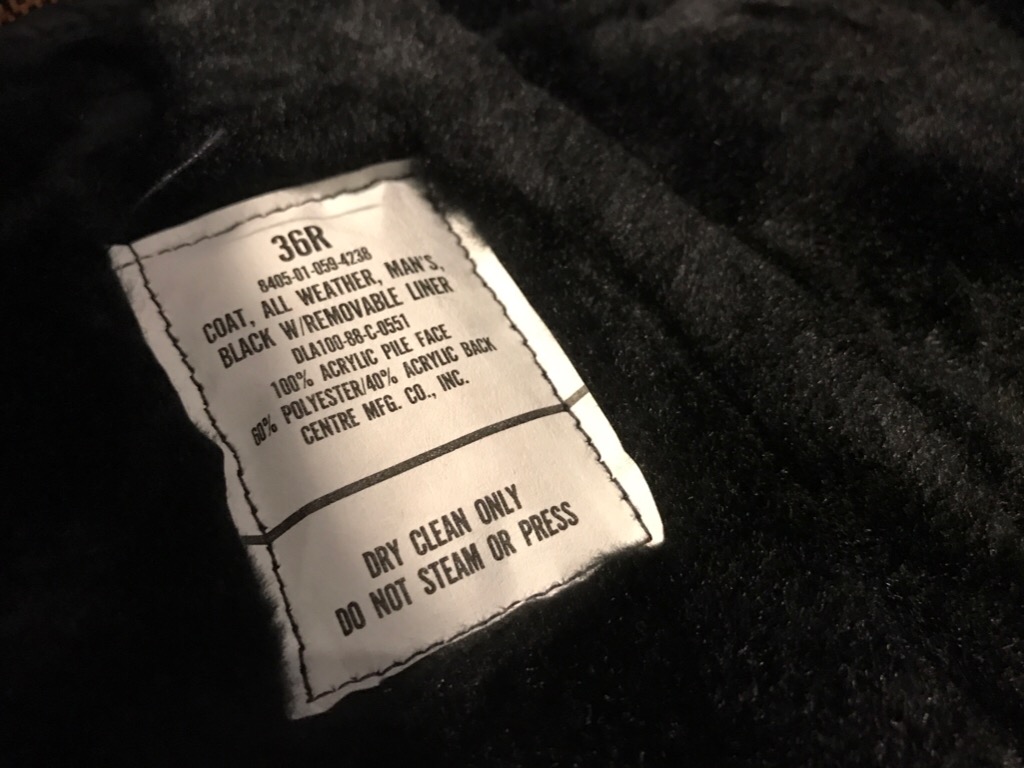 36R
8405-01-059-4238
COAT, ALL WEATHER, MAN'S,
BLACK W/REMOVABLE LINER
DLA100-88-C-0551
100% ACRYLIC PILE FACE
60% POLYESTER/40% ACRYLIC BACK
CENTRE MFG. CO., INC.
DRY CLEAN ONLY
DO NOT STEAM OR PRESS